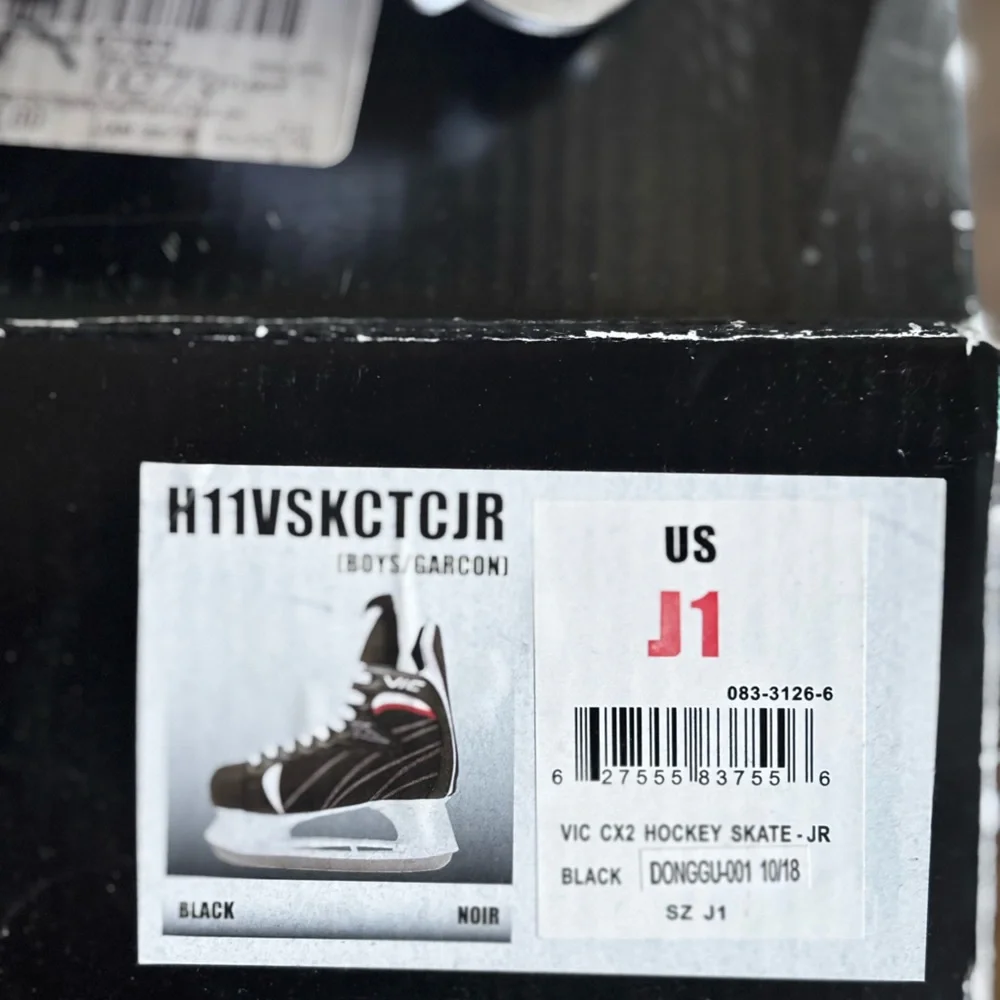 H11VSKCTCJR
(BOYS/GARCON)
VIC
BLACK
NOIR
US
J1
083-3126-6
6 27555 83755 6
VIC CX2 HOCKEY SKATE - JR
BLACK DONGGU-001 10/18
SZ J1